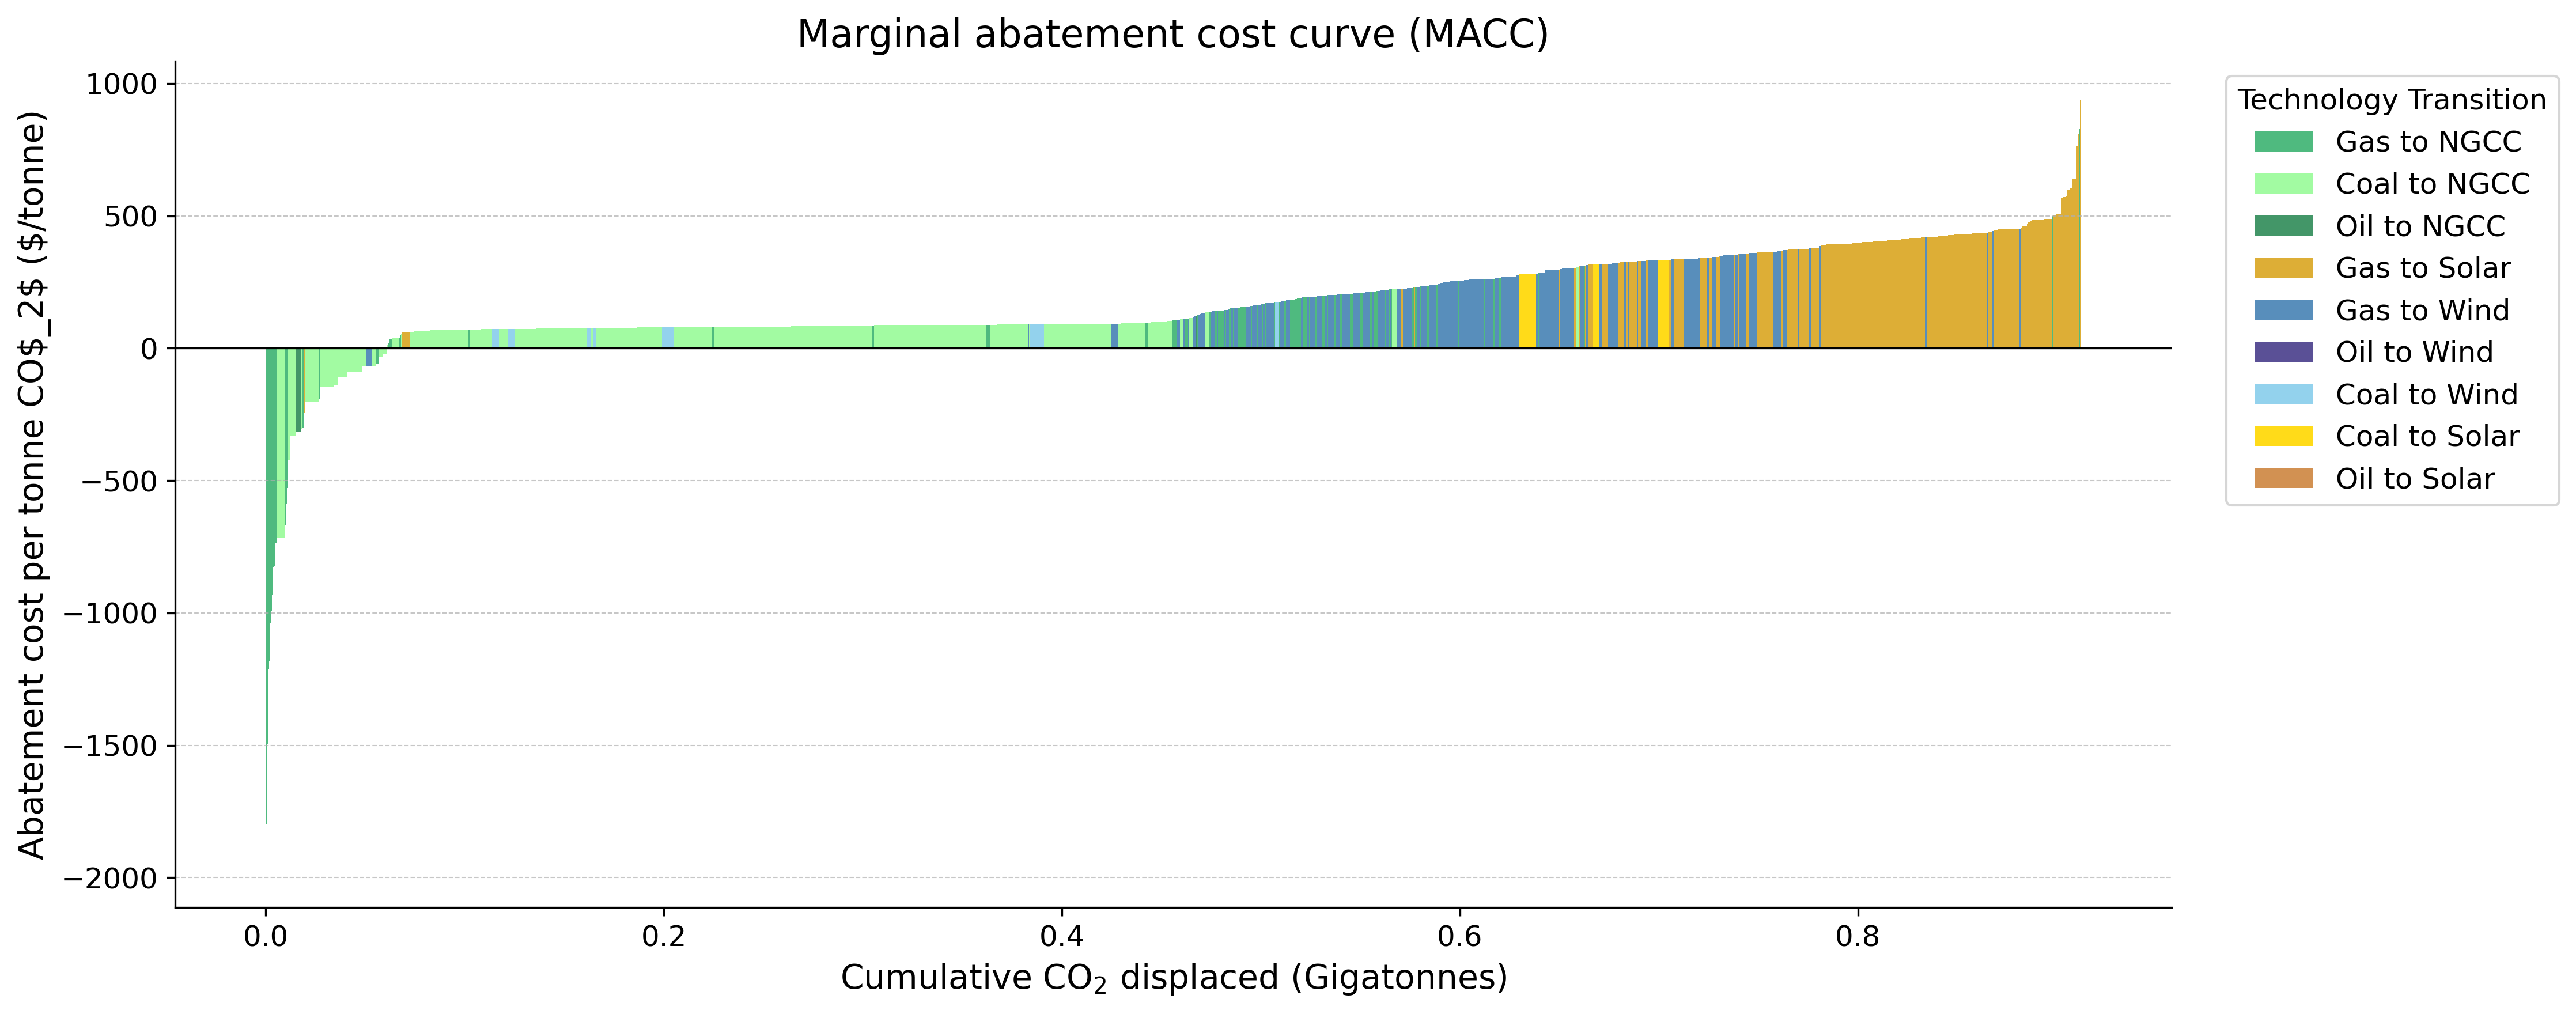 Marginal abatement cost curve (MACC)
Abatement cost per tonne CO$_2$ ($/tonne)
1000
500
0
−500
−1000
−1500
−2000
0.0
0.2
0.4
0.6
0.8
Cumulative CO₂ displaced (Gigatonnes)
Technology Transition
Gas to NGCC
Coal to NGCC
Oil to NGCC
Gas to Solar
Gas to Wind
Oil to Wind
Coal to Wind
Coal to Solar
Oil to Solar